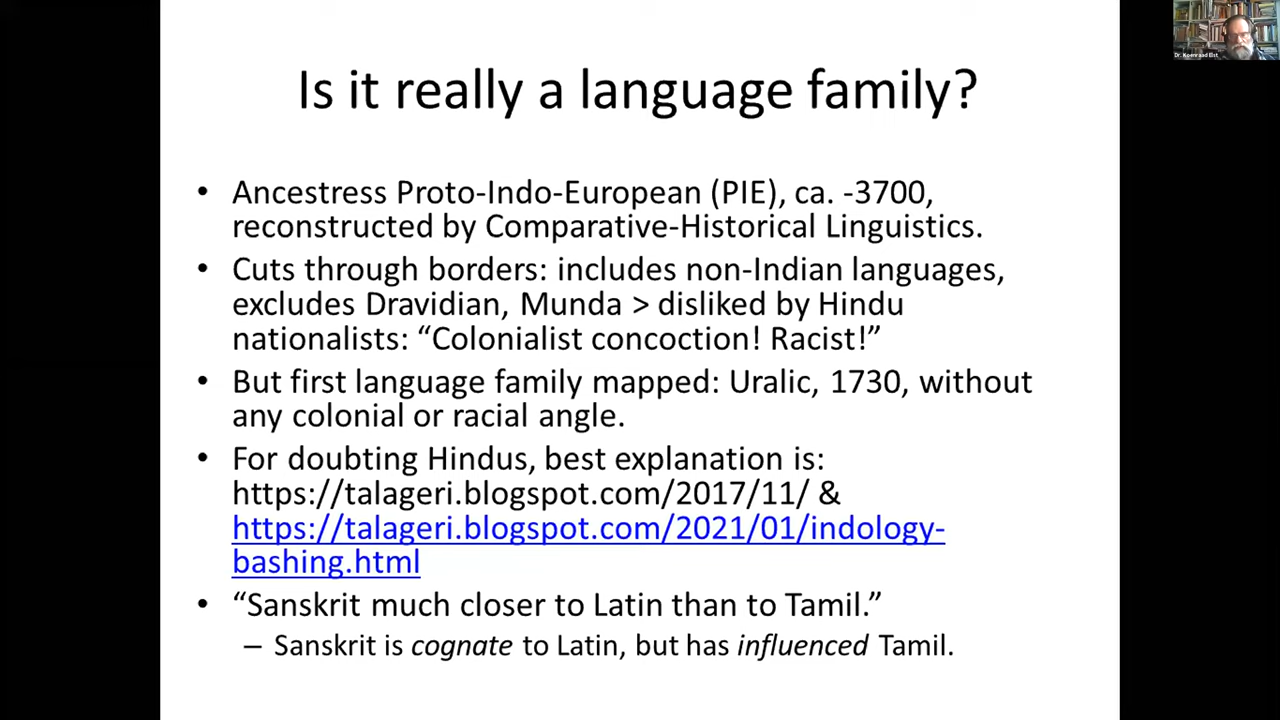 Is it really a language family?
• Ancestress Proto-Indo-European (PIE), ca. -3700,
reconstructed by Comparative-Historical Linguistics.
• Cuts through borders: includes non-Indian languages,
excludes Dravidian, Munda > disliked by Hindu
nationalists: “Colonialist concoction! Racist!”
• But first language family mapped: Uralic, 1730, without
any colonial or racial angle.
• For doubting Hindus, best explanation is:
https://talageri.blogspot.com/2017/11/ &
https://talageri.blogspot.com/2021/01/indology-
bashing.html
• “Sanskrit much closer to Latin than to Tamil.”
– Sanskrit is cognate to Latin, but has influenced Tamil.
Dr. Koenraad Elst